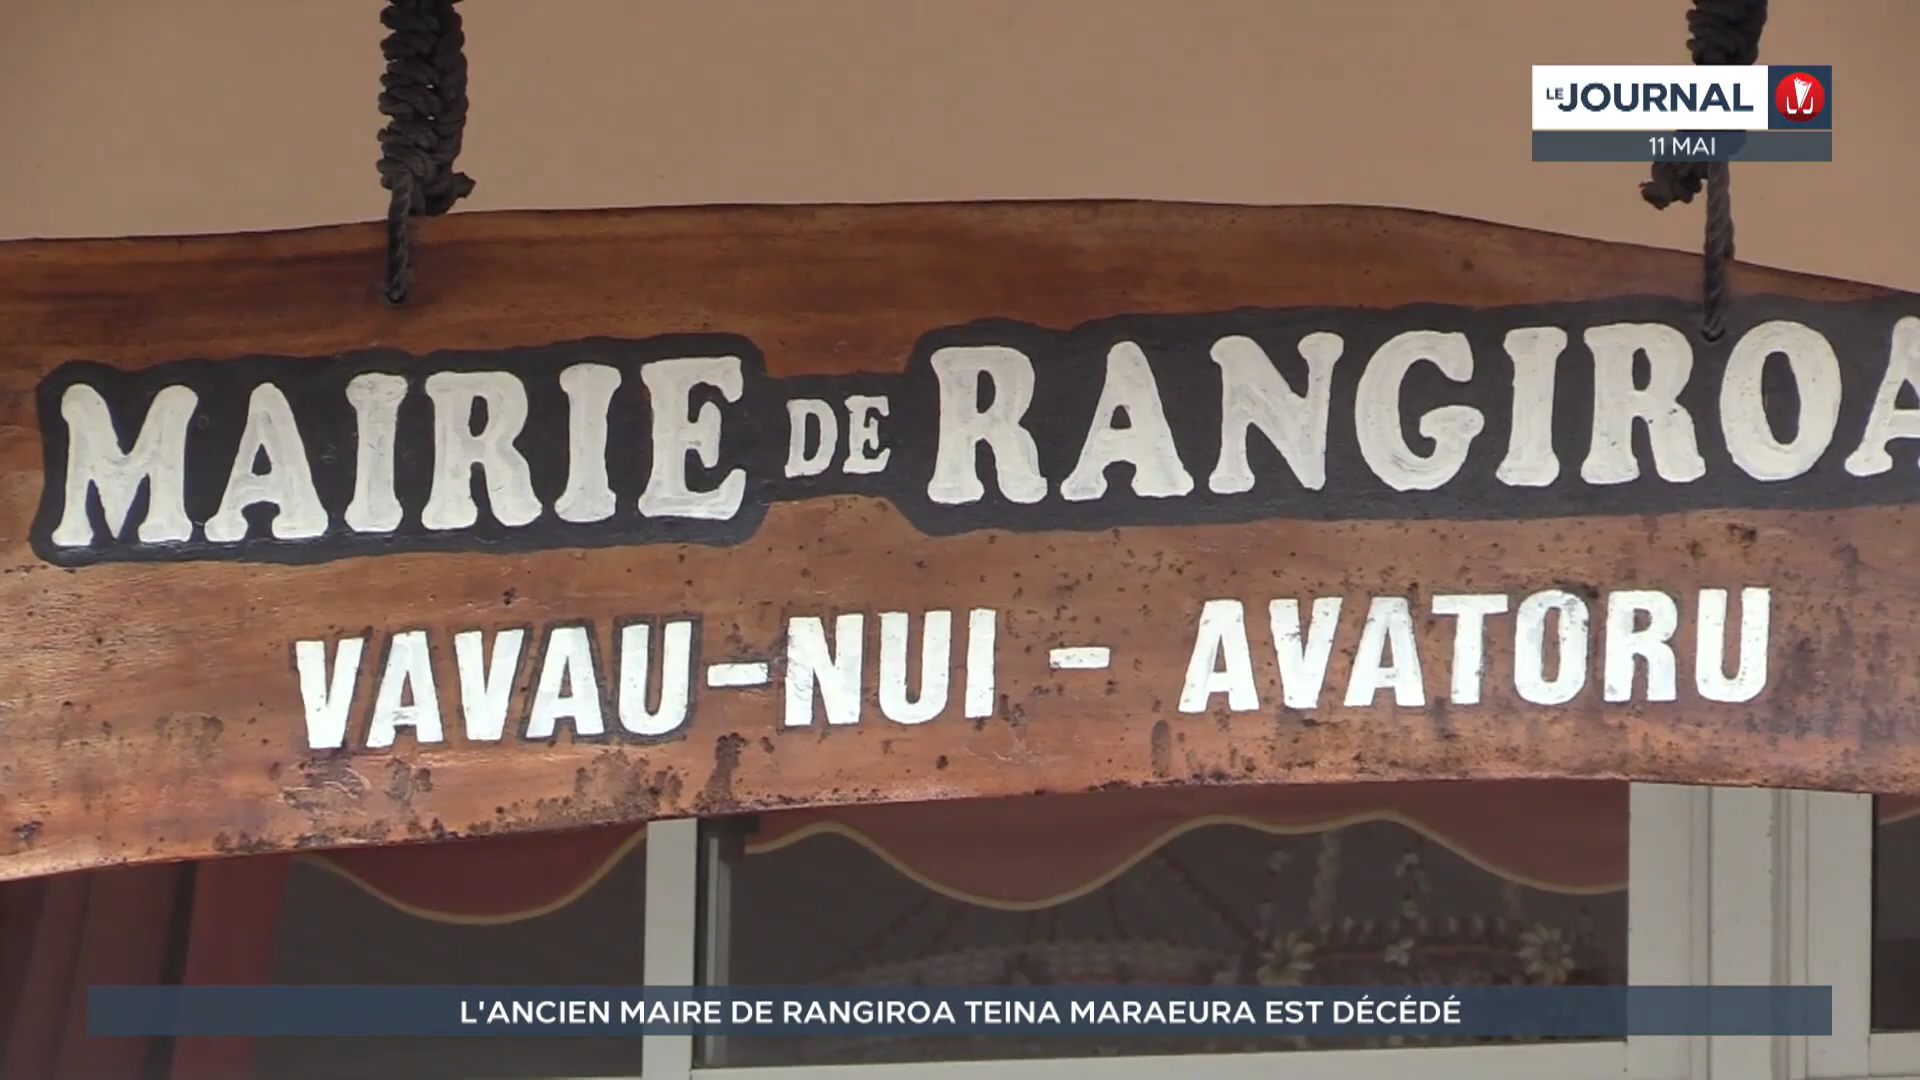 LE JOURNAL
11 MAI
MAIRIE DE RANGIROA
VAVAU-NUI - AVATORU
L'ANCIEN MAIRE DE RANGIROA TEINA MARAEURA EST DÉCÉDÉ